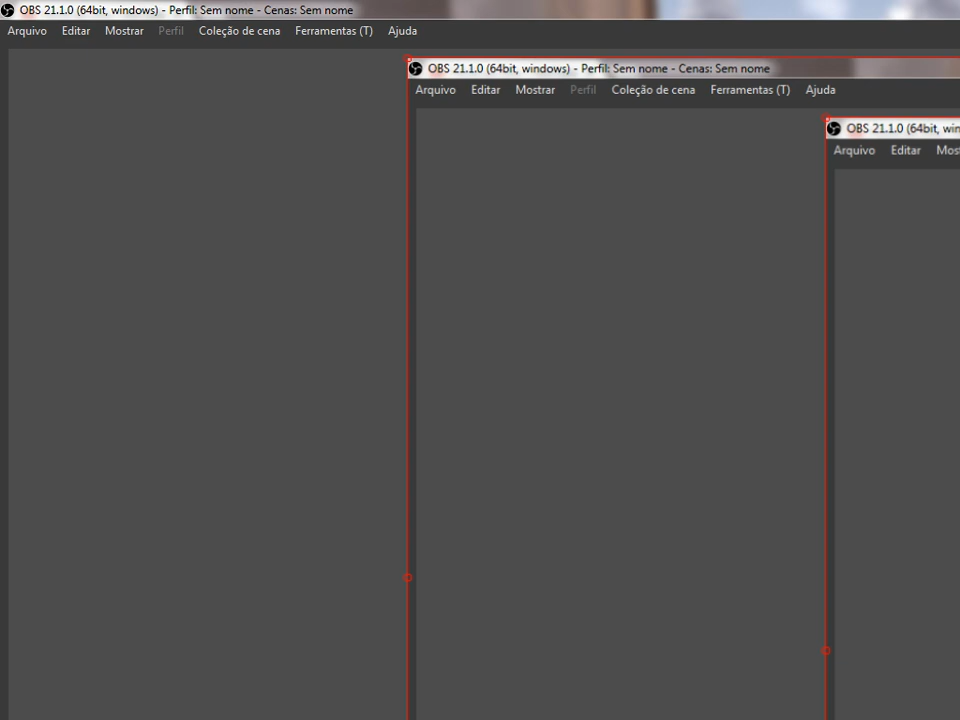 OBS 21.1.0 (64bit, windows) - Perfil: Sem nome - Cenas: Sem nome
Arquivo Editar Mostrar Perfil Coleção de cena Ferramentas (T) Ajuda
OBS 21.1.0 (64bit, windows) - Perfil: Sem nome - Cenas: Sem nome
Arquivo Editar Mostrar Perfil Coleção de cena Ferramentas (T) Ajuda
OBS 21.1.0 (64bit, win
Arquivo Editar Most